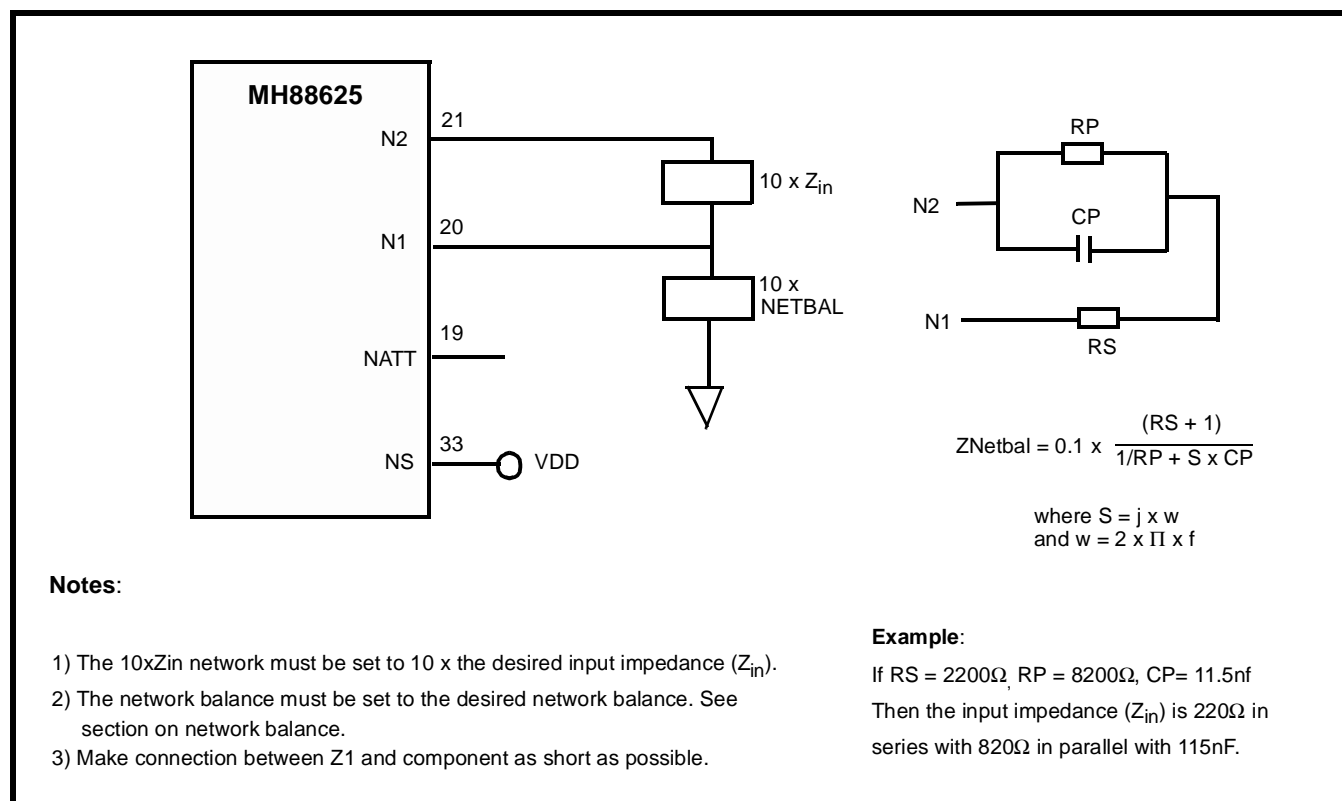 MH88625
N2
21
10 x Zin
N1
20
10 x
NETBAL
NATT
19
NS
33
VDD
RP
N2
CP
N1
RS
ZNetbal = 0.1 x (RS + 1)
1/RP + S x CP
where S = j x w
and w = 2 x Π x f
Notes:
1) The 10xZin network must be set to 10 x the desired input impedance (Zin).
2) The network balance must be set to the desired network balance. See
section on network balance.
3) Make connection between Z1 and component as short as possible.
Example:
If RS = 2200Ω, RP = 8200Ω, CP= 11.5nf
Then the input impedance (Zin) is 220Ω in
series with 820Ω in parallel with 115nF.